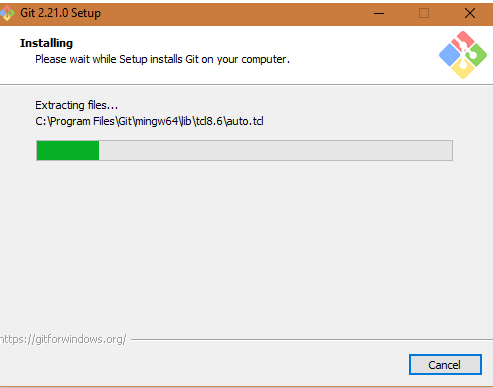 Git 2.21.0 Setup
Installing
Please wait while Setup installs Git on your computer.
Extracting files...
C:\Program Files\Git\mingw64\lib\tcl8.6\auto.tcl
https://gitforwindows.org/
Cancel